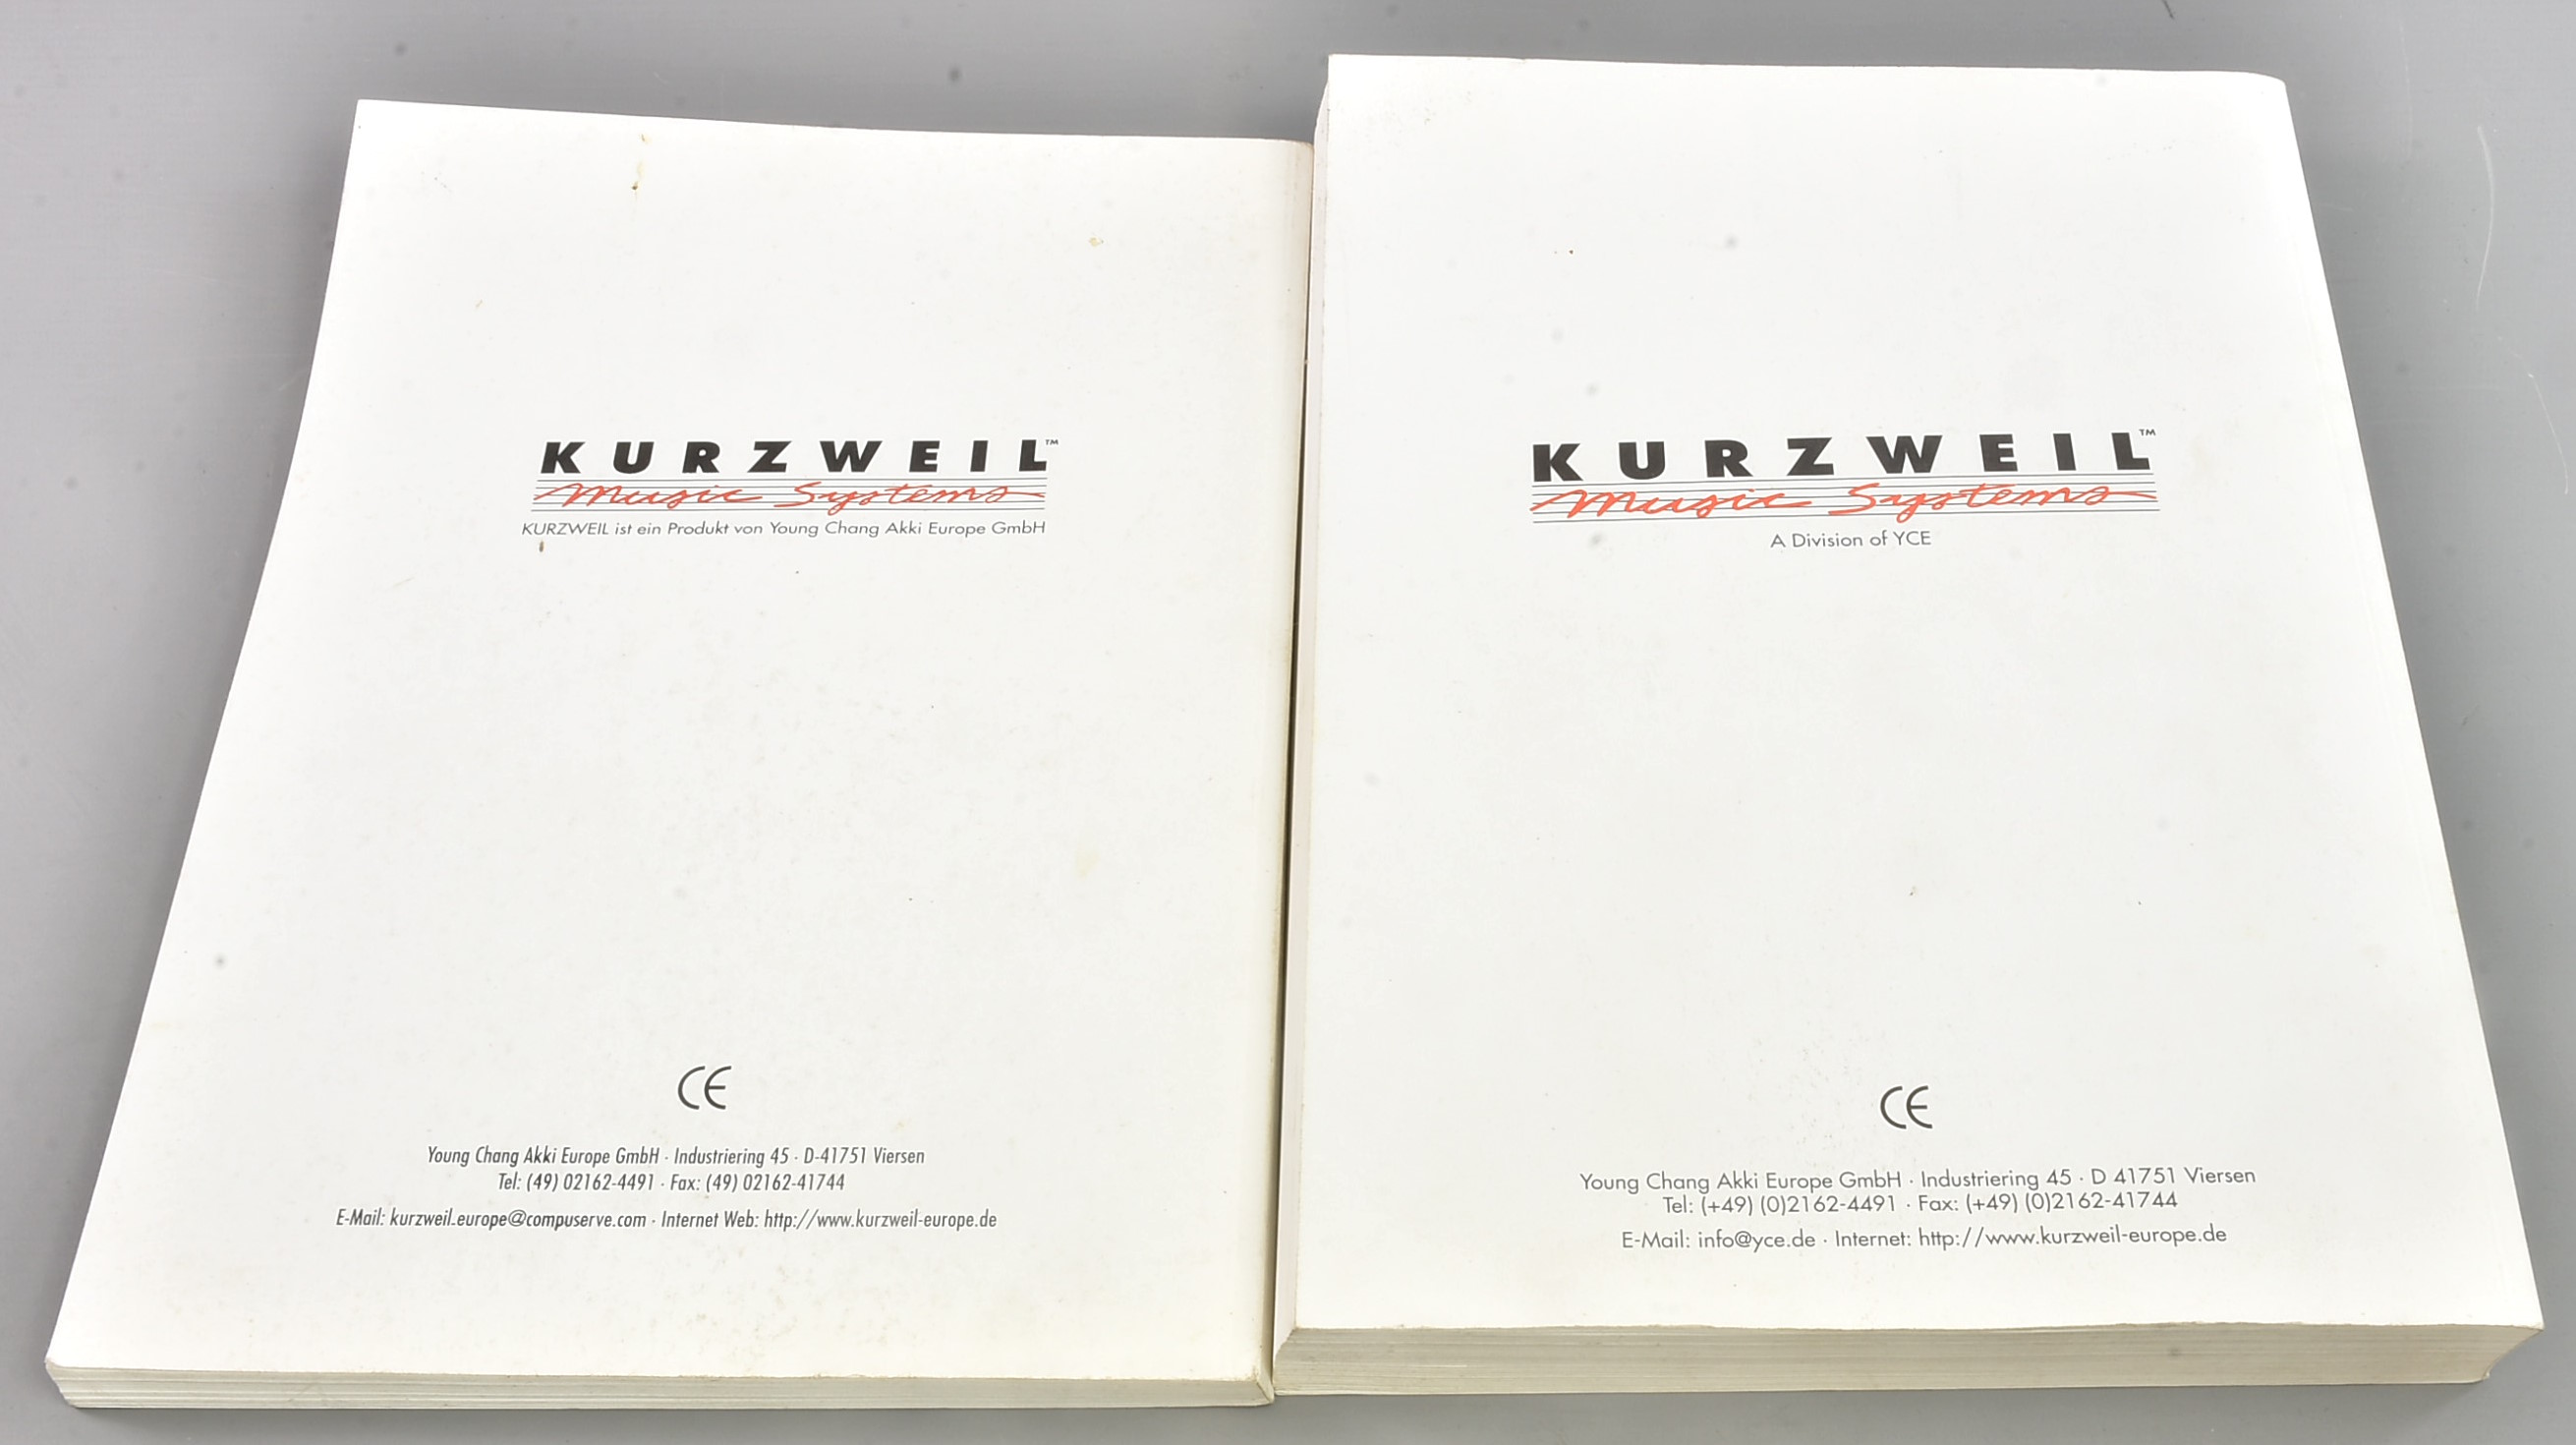 KURZWEIL™
Music Systems
KURZWEIL ist ein Produkt von Young Chang Akki Europe GmbH
CE
Young Chang Akki Europe GmbH · Industriering 45 · D-41751 Viersen
Tel: (49) 02162-4491 · Fax: (49) 02162-41744
E-Mail: kurzweil.europe@compuserve.com · Internet Web: http://www.kurzweil-europe.de
KURZWEIL™
Music Systems
A Division of YCE
CE
Young Chang Akki Europe GmbH · Industriering 45 · D 41751 Viersen
Tel: (+49) (0)2162-4491 · Fax: (+49) (0)2162-41744
E-Mail: info@yce.de · Internet: http://www.kurzweil-europe.de